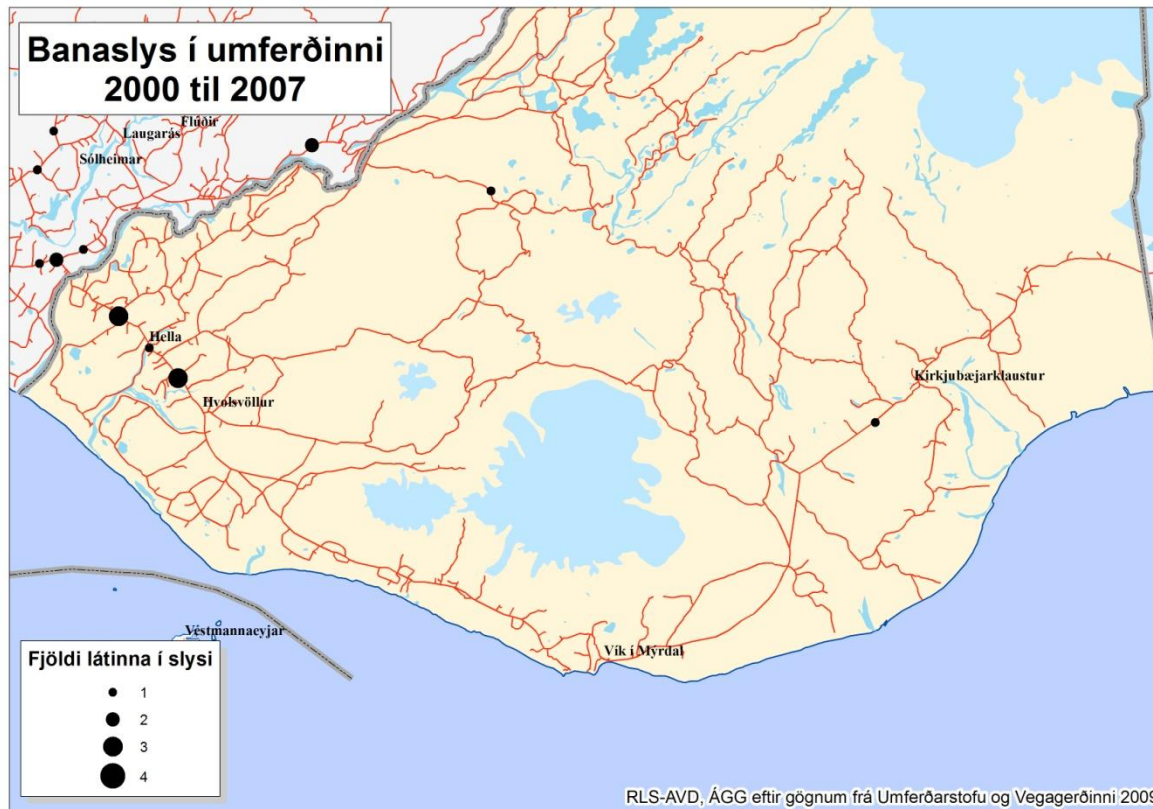 Banaslys í umferðinni
2000 til 2007
Flúðir
Laugarás
Sólheimar
Hella
Hvolsvöllur
Kirkjubæjarklaustur
Vestmannaeyjar
Vík í Mýrdal
Fjöldi látinna í slysi
1
2
3
4
RLS-AVD, ÁGG eftir gögnum frá Umferðarstofu og Vegagerðinni 2009